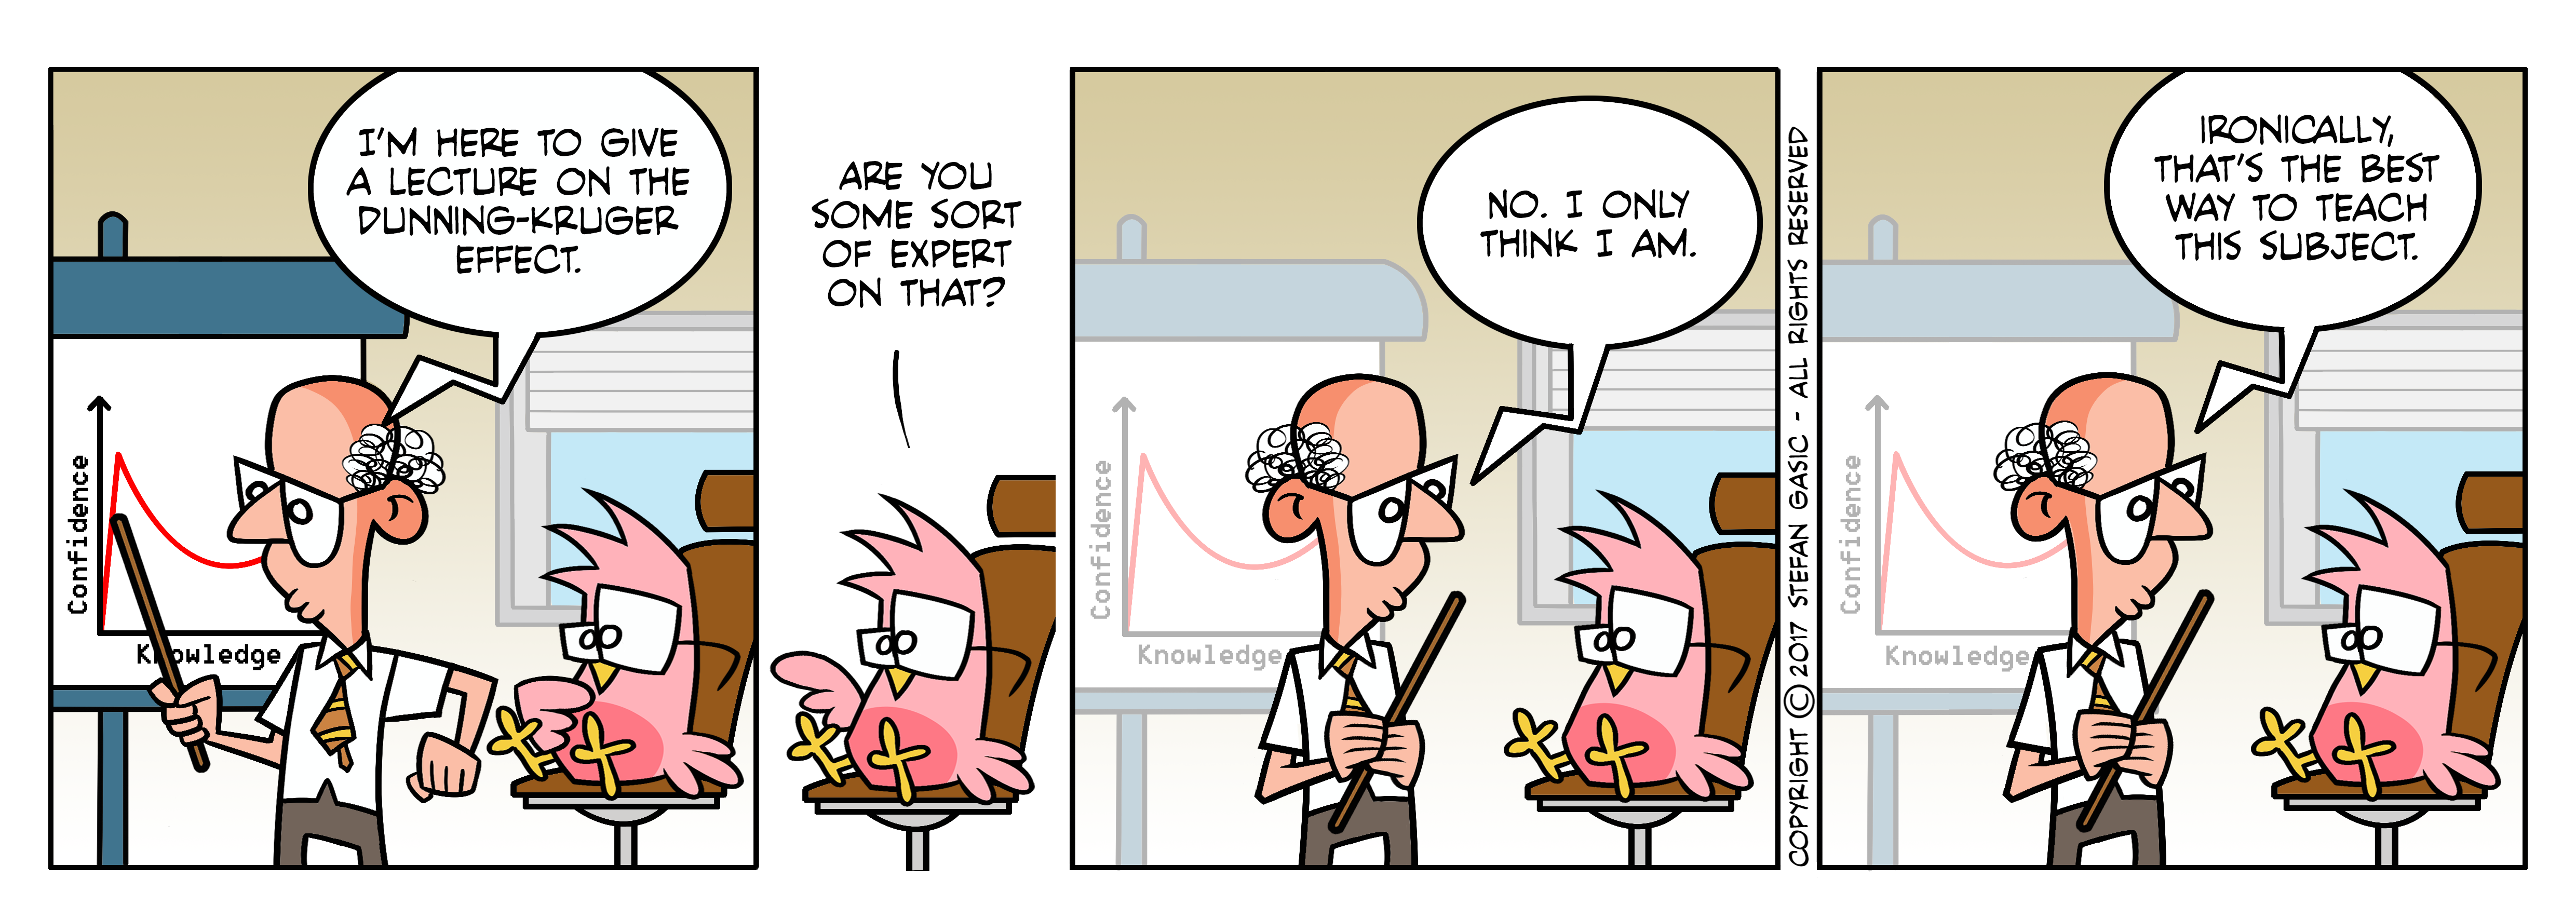 I'M HERE TO GIVE
A LECTURE ON THE
DUNNING-KRUGER
EFFECT.
Confidence
Knowledge
ARE YOU
SOME SORT
OF EXPERT
ON THAT?
NO. I ONLY
THINK I AM.
Confidence
Knowledge
COPYRIGHT © 2017 STEFAN GASIC - ALL RIGHTS RESERVED
IRONICALLY,
THAT'S THE BEST
WAY TO TEACH
THIS SUBJECT.
Confidence
Knowledge